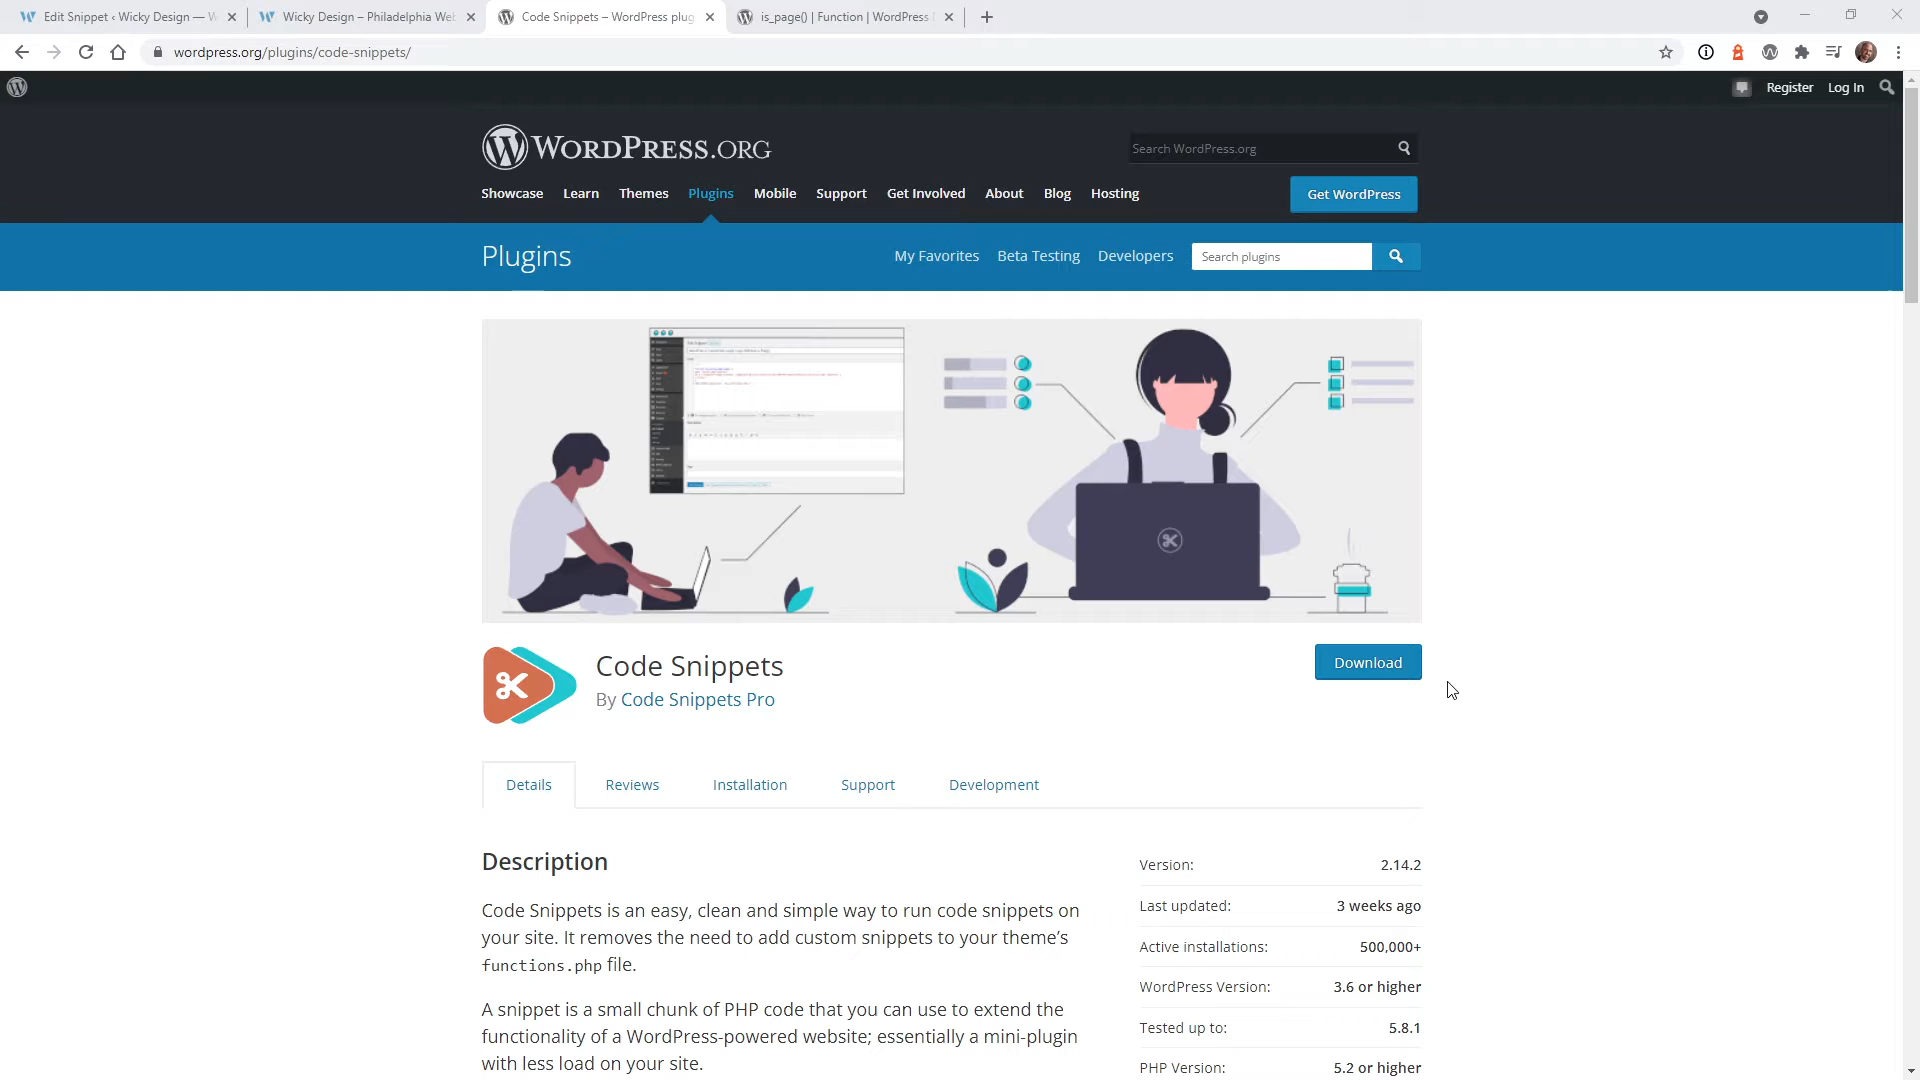 Edit Snippet ‹ Wicky Design — W
Wicky Design – Philadelphia Web
Code Snippets – WordPress plug
is_page() | Function | WordPress
wordpress.org/plugins/code-snippets/
Register
Log In
WORDPRESS.ORG
Search WordPress.org
Showcase
Learn
Themes
Plugins
Mobile
Support
Get Involved
About
Blog
Hosting
Get WordPress
Plugins
My Favorites
Beta Testing
Developers
Search plugins
Code Snippets
By Code Snippets Pro
Download
Details
Reviews
Installation
Support
Development
Description
Code Snippets is an easy, clean and simple way to run code snippets on
your site. It removes the need to add custom snippets to your theme’s
functions.php file.
A snippet is a small chunk of PHP code that you can use to extend the
functionality of a WordPress-powered website; essentially a mini-plugin
with less load on your site.
Version: 2.14.2
Last updated: 3 weeks ago
Active installations: 500,000+
WordPress Version: 3.6 or higher
Tested up to: 5.8.1
PHP Version: 5.2 or higher